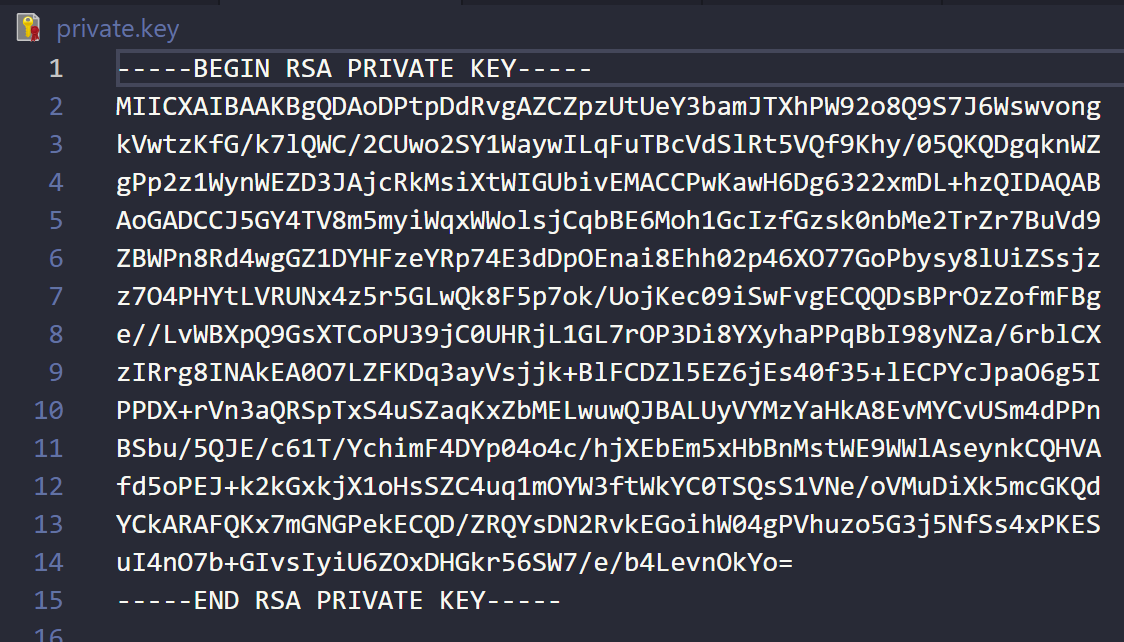 private.key
1 -----BEGIN RSA PRIVATE KEY-----
2 MIICXAIBAAKBgQDAoDPtpDdRvgAZCZpzUtUeY3bamJTXhPW92o8Q9S7J6Wswvong
3 kVwtzKfG/k7lQWC/2CUwo2SY1WaywILqFuTBcVdSlRt5VQf9Khy/05QKQDgqknWZ
4 gPp2z1WynWEZD3JAjcRkMsiXtWIGUbivEMACCPwKawH6Dg6322xmDL+hzQIDAQAB
5 AoGADCCJ5GY4TV8m5myiWqxWWolsjCqbBE6Moh1GcIzfGzsk0nbMe2TrZr7BuVd9
6 ZBWPn8Rd4wgGZ1DYHFzeYRp74E3dDpOEnai8Ehh02p46XO77GoPbysy8lUiZSsjz
7 z7O4PHYtLVRUNx4z5r5GLwQk8F5p7ok/UojKec09iSwFvgECQQDsBPrOzZofmFBg
8 e//LvWBXpQ9GsXTCoPU39jC0UHRjL1GL7rOP3Di8YXyhaPPqBbI98yNZa/6rblCX
9 zIRrg8INAkEA0O7LZFKDq3ayVsjjk+BlFCDZl5EZ6jEs40f35+lECPYcJpaO6g5I
10 PPDX+rVn3aQRSpTxS4uSZaqKxZbMELwuwQJBALUyVYMzYaHkA8EvMYCvUSm4dPPn
11 BSbu/5QJE/c61T/YchimF4DYp04o4c/hjXEbEm5xHbBnMstWE9WWlAseynkCQHVA
12 fd5oPEJ+k2kGxkjX1oHsSZC4uq1mOYW3ftWkYC0TSQsS1VNe/oVMuDiXk5mcGKQd
13 YCkARAFQKx7mGNGPekECQD/ZRQYsDN2RvkEGoihW04gPVhuzo5G3j5NfSs4xPKES
14 uI4nO7b+GIvsIyiU6ZOxDHGkr56SW7/e/b4LevnOkYo=
15 -----END RSA PRIVATE KEY-----
16